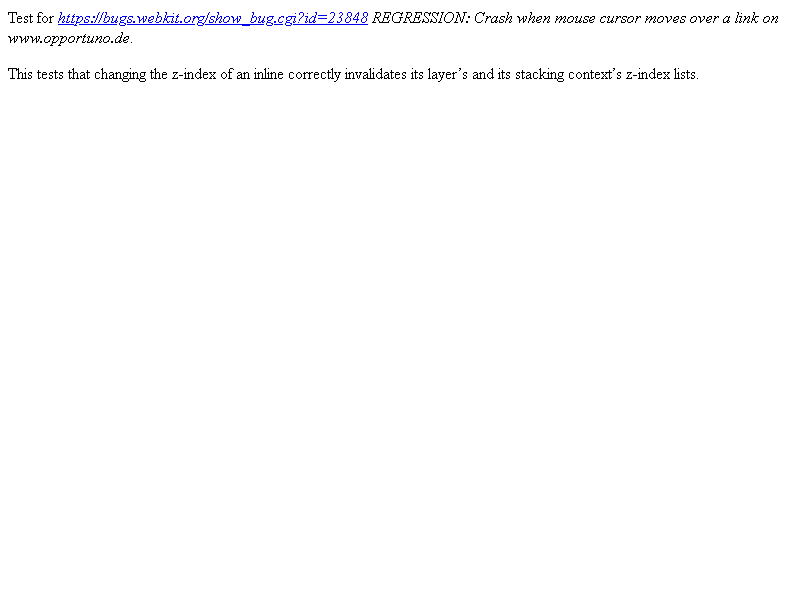 Test for https://bugs.webkit.org/show_bug.cgi?id=23848 REGRESSION: Crash when mouse cursor moves over a link on
www.opportuno.de.
This tests that changing the z-index of an inline correctly invalidates its layer’s and its stacking context’s z-index lists.